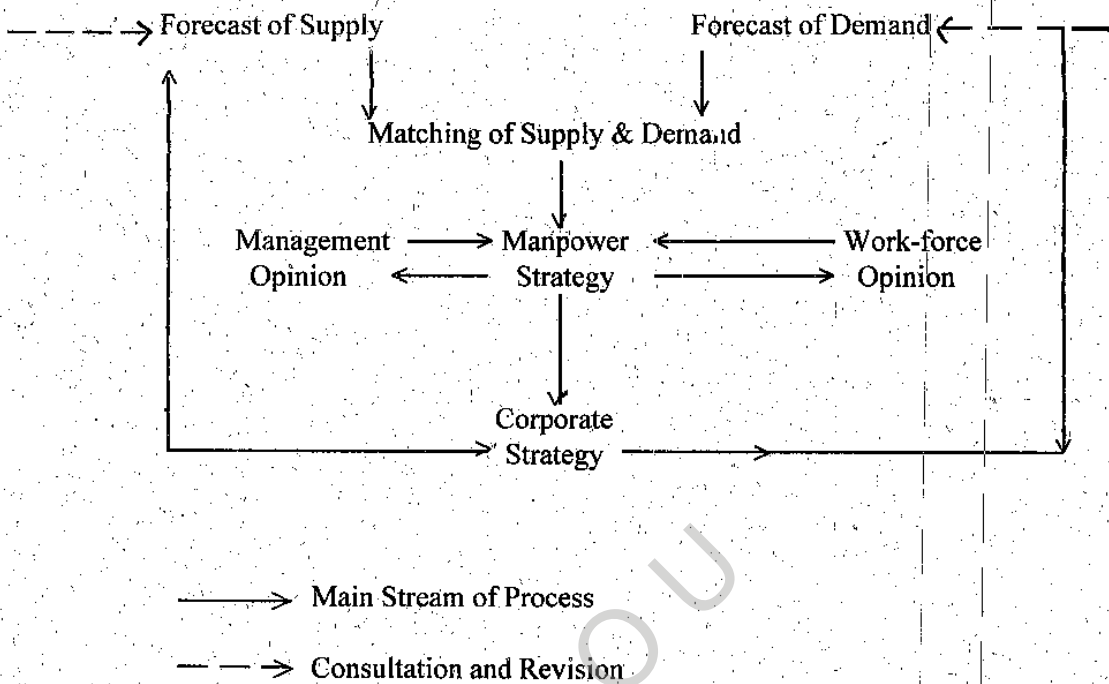 Forecast of Supply
Forecast of Demand
Matching of Supply & Demand
Management Opinion
Manpower Strategy
Work-force Opinion
Corporate Strategy
Main Stream of Process
Consultation and Revision
O U